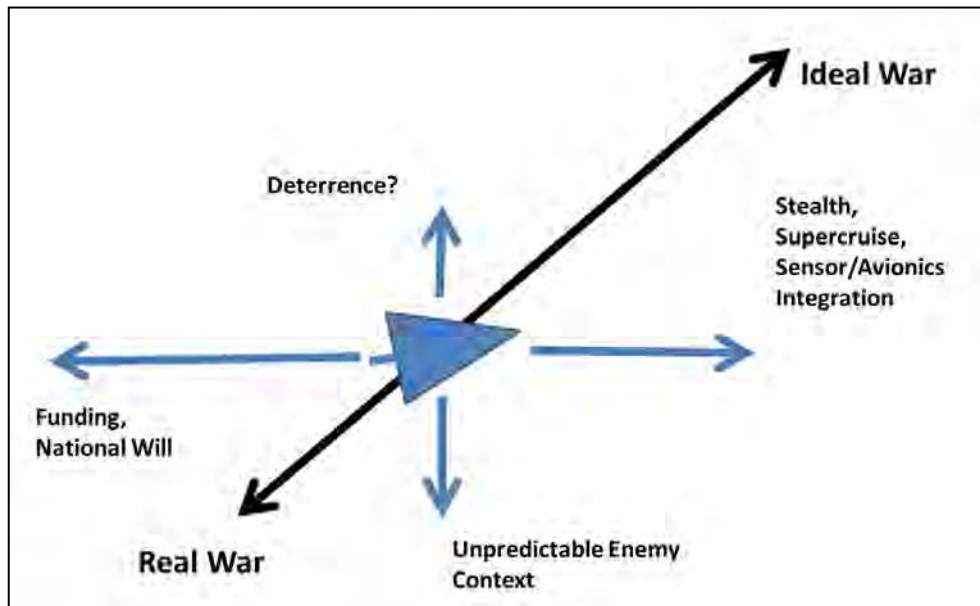 Ideal War
Deterrence?
Stealth,
Supercruise,
Sensor/Avionics
Integration
Funding,
National Will
Real War
Unpredictable Enemy
Context